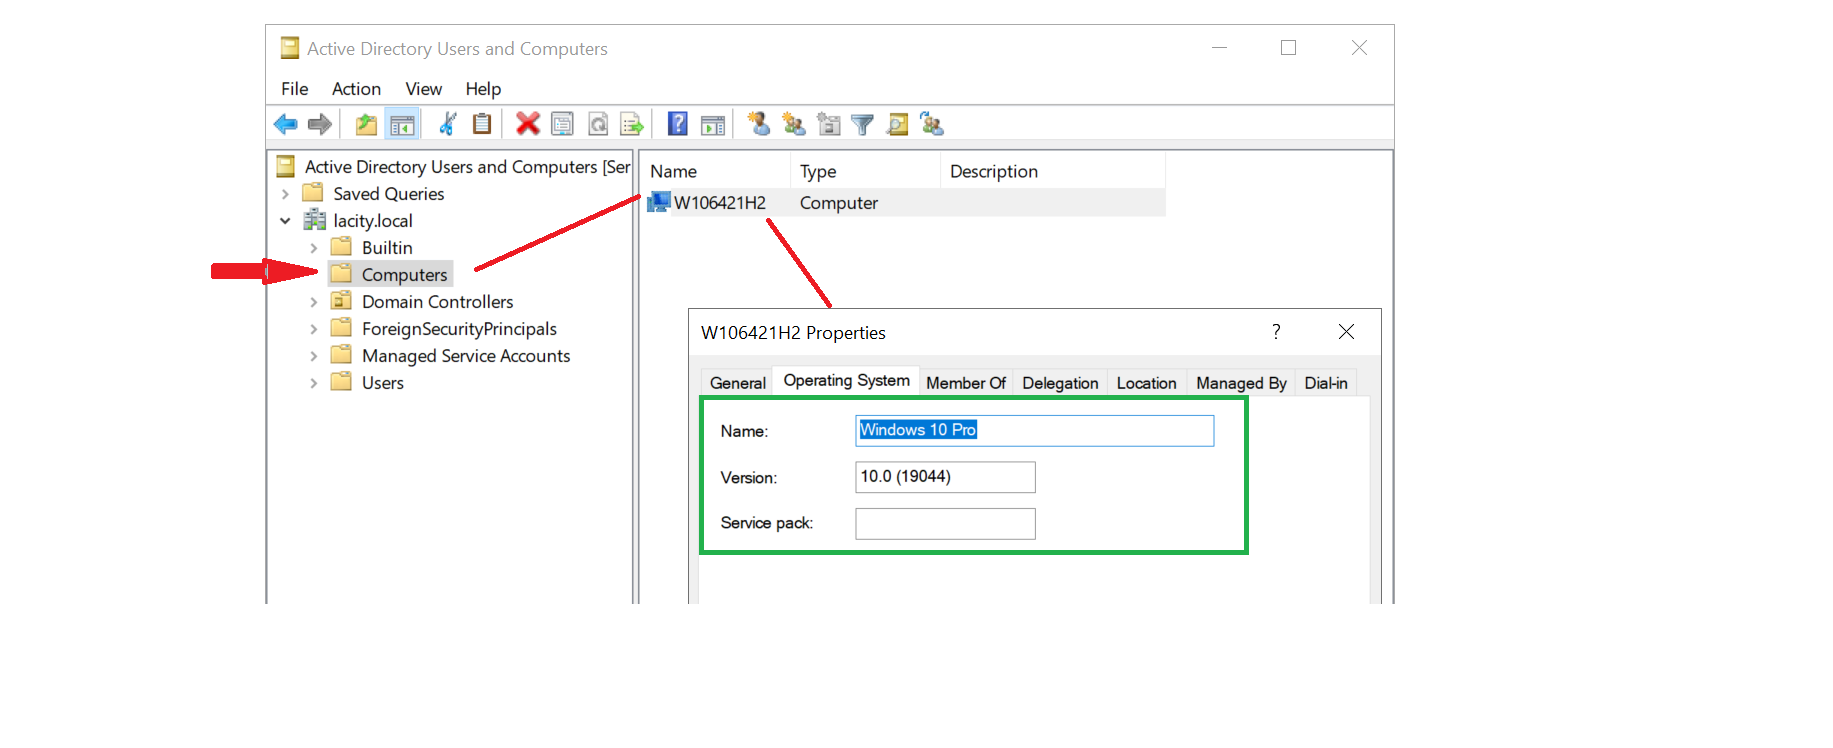 Active Directory Users and Computers
File Action View Help
Active Directory Users and Computers [Ser
Saved Queries
lacity.local
Builtin
Computers
Domain Controllers
ForeignSecurityPrincipals
Managed Service Accounts
Users
Name Type Description
W106421H2 Computer
W106421H2 Properties
General Operating System Member Of Delegation Location Managed By Dial-in
Name: Windows 10 Pro
Version: 10.0 (19044)
Service pack: